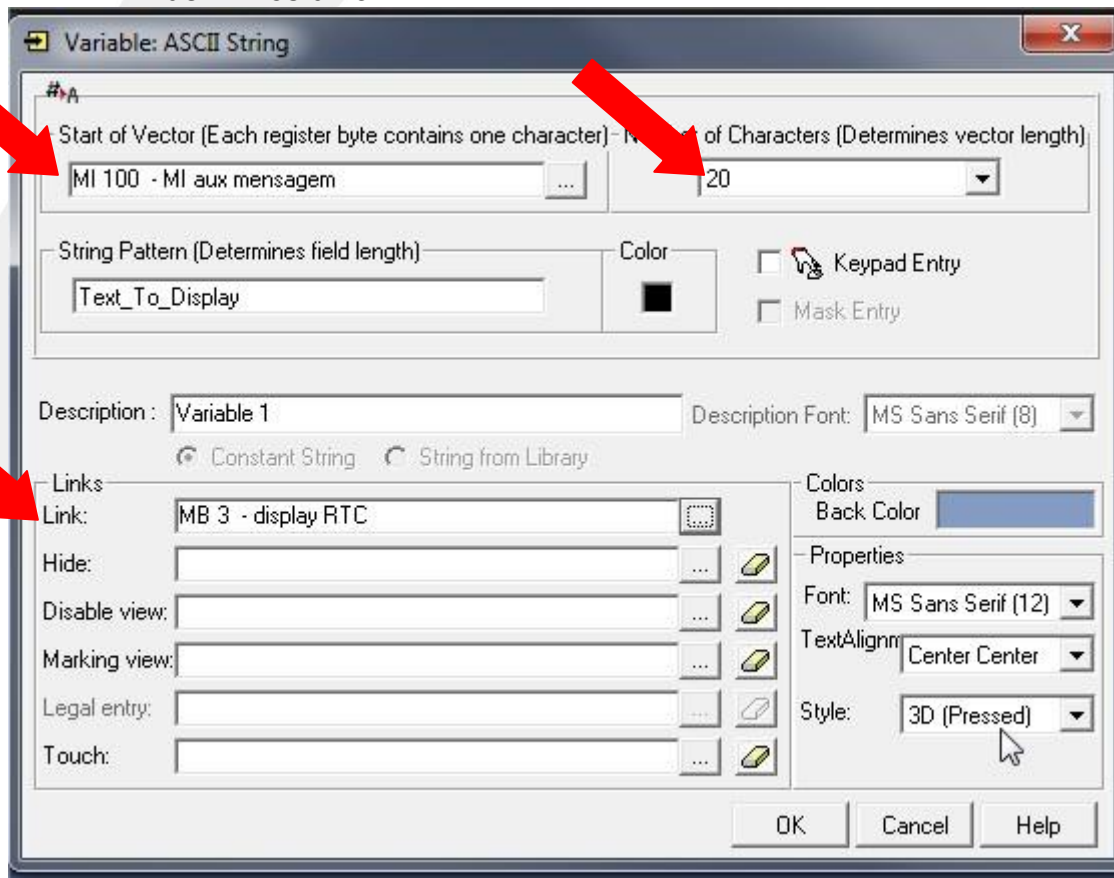 Variable: ASCII String
#▸A
Start of Vector (Each register byte contains one character)
of Characters (Determines vector length)
MI 100 - MI aux mensagem ...
20
String Pattern (Determines field length)
Color
Keypad Entry
Text_To_Display
Mask Entry
Description : Variable 1
Description Font: MS Sans Serif (8)
Constant String String from Library
Links
Colors
Link: MB 3 - display RTC ...
Back Color
Hide: ...
Properties
Font: MS Sans Serif (12)
Disable view: ...
TextAlignm Center Center
Marking view: ...
Legal entry: ...
Style: 3D (Pressed)
Touch: ...
OK Cancel Help